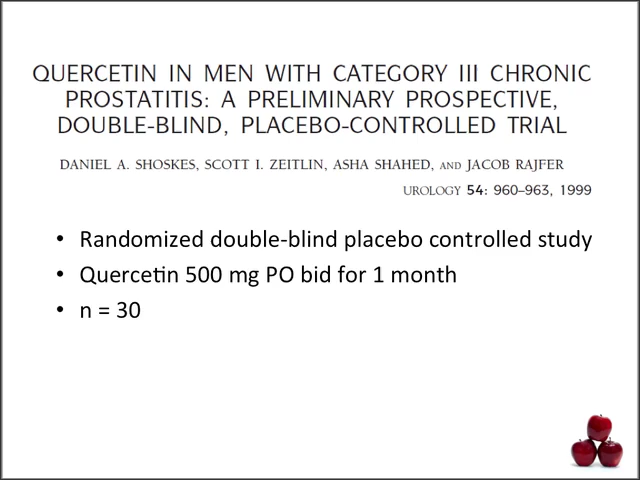 QUERCETIN IN MEN WITH CATEGORY III CHRONIC
PROSTATITIS: A PRELIMINARY PROSPECTIVE,
DOUBLE-BLIND, PLACEBO-CONTROLLED TRIAL
DANIEL A. SHOSKES, SCOTT I. ZEITLIN, ASHA SHAHED, AND JACOB RAJFER
UROLOGY 54: 960–963, 1999
• Randomized double-blind placebo controlled study
• Quercetin 500 mg PO bid for 1 month
• n = 30